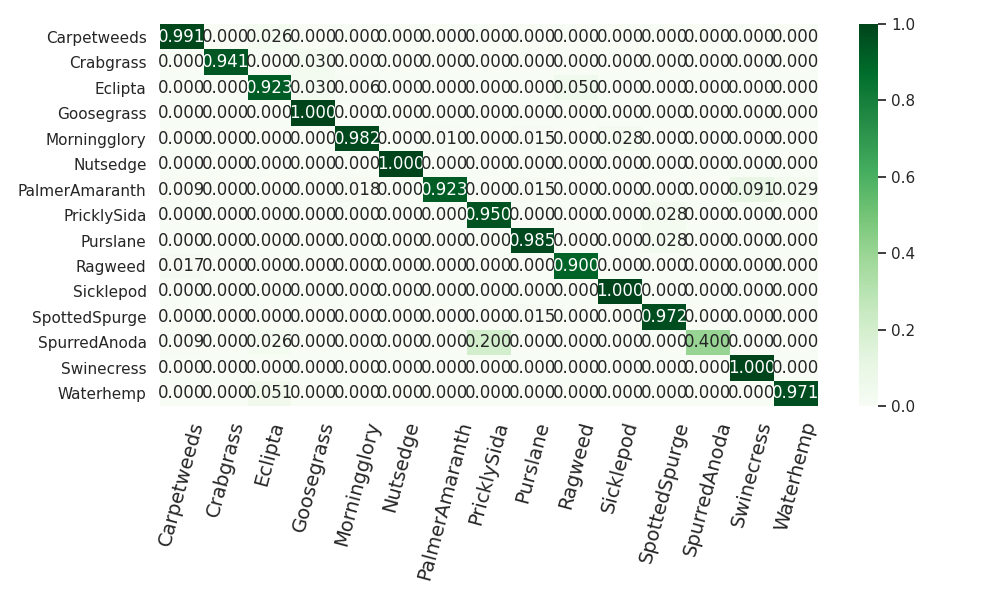 Carpetweeds 0.991 0.000 0.026 0.000 0.000 0.000 0.000 0.000 0.000 0.000 0.000 0.000 0.000 0.000 0.000
Crabgrass 0.000 0.941 0.000 0.030 0.000 0.000 0.000 0.000 0.000 0.000 0.000 0.000 0.000 0.000 0.000
Eclipta 0.000 0.000 0.923 0.030 0.006 0.000 0.000 0.000 0.000 0.050 0.000 0.000 0.000 0.000 0.000
Goosegrass 0.000 0.000 0.000 1.000 0.000 0.000 0.000 0.000 0.000 0.000 0.000 0.000 0.000 0.000 0.000
Morningglory 0.000 0.000 0.000 0.000 0.982 0.000 0.010 0.000 0.015 0.000 0.028 0.000 0.000 0.000 0.000
Nutsedge 0.000 0.000 0.000 0.000 0.000 1.000 0.000 0.000 0.000 0.000 0.000 0.000 0.000 0.000 0.000
PalmerAmaranth 0.009 0.000 0.000 0.000 0.018 0.000 0.923 0.000 0.015 0.000 0.000 0.000 0.000 0.091 0.029
PricklySida 0.000 0.000 0.000 0.000 0.000 0.000 0.000 0.950 0.000 0.000 0.000 0.028 0.000 0.000 0.000
Purslane 0.000 0.000 0.000 0.000 0.000 0.000 0.000 0.000 0.985 0.000 0.000 0.028 0.000 0.000 0.000
Ragweed 0.017 0.000 0.000 0.000 0.000 0.000 0.000 0.000 0.000 0.900 0.000 0.000 0.000 0.000 0.000
Sicklepod 0.000 0.000 0.000 0.000 0.000 0.000 0.000 0.000 0.000 0.000 1.000 0.000 0.000 0.000 0.000
SpottedSpurge 0.000 0.000 0.000 0.000 0.000 0.000 0.000 0.000 0.015 0.000 0.000 0.972 0.000 0.000 0.000
SpurredAnoda 0.009 0.000 0.026 0.000 0.000 0.000 0.000 0.200 0.000 0.000 0.000 0.000 0.400 0.000 0.000
Swinecress 0.000 0.000 0.000 0.000 0.000 0.000 0.000 0.000 0.000 0.000 0.000 0.000 0.000 1.000 0.000
Waterhemp 0.000 0.000 0.051 0.000 0.000 0.000 0.000 0.000 0.000 0.000 0.000 0.000 0.000 0.000 0.971
Carpetweeds
Crabgrass
Eclipta
Goosegrass
Morningglory
Nutsedge
PalmerAmaranth
PricklySida
Purslane
Ragweed
Sicklepod
SpottedSpurge
SpurredAnoda
Swinecress
Waterhemp
1.0
0.8
0.6
0.4
0.2
0.0